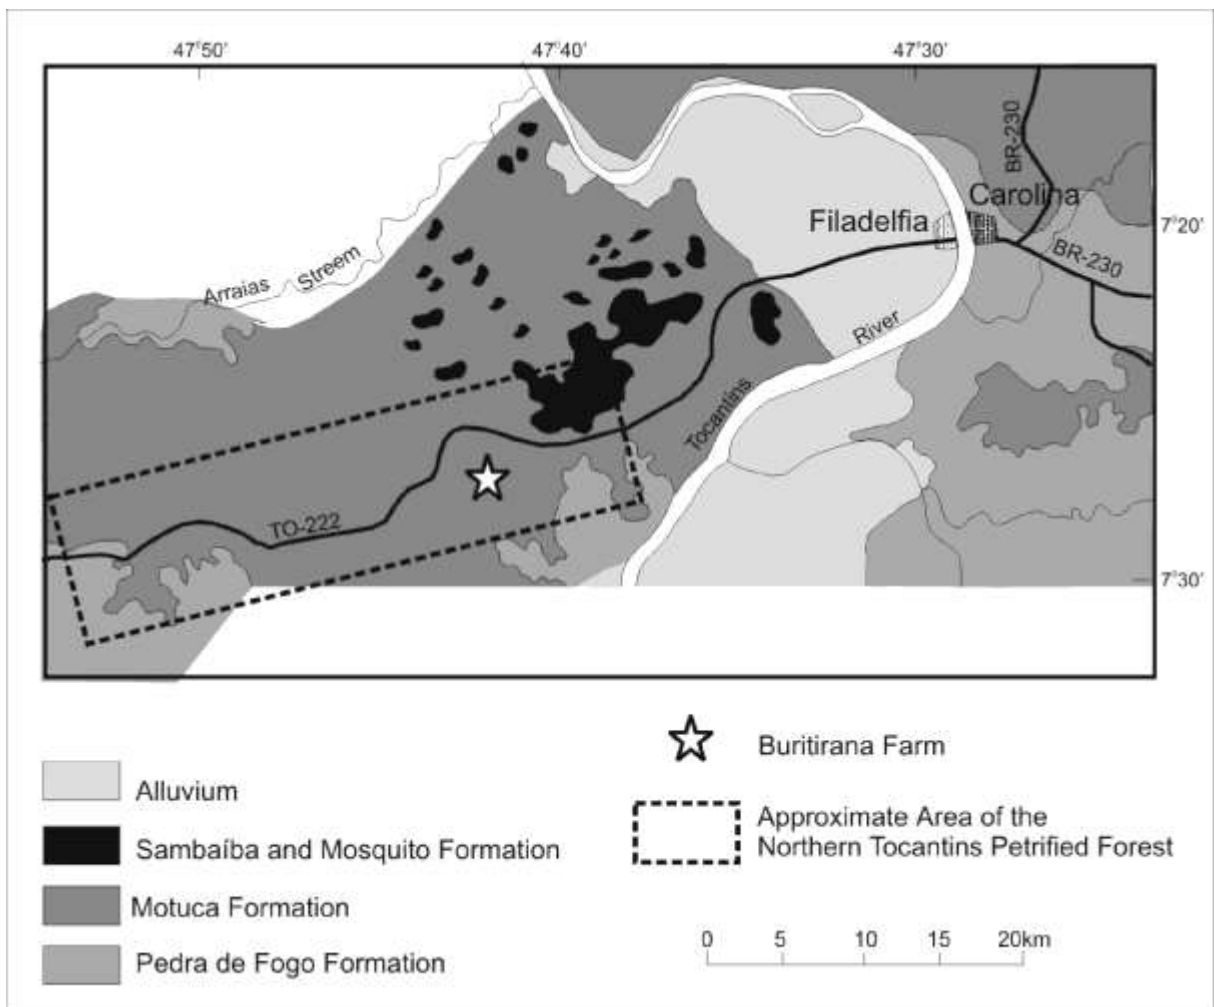 47°50' 47°40' 47°30'
BR-230
Carolina
Filadelfia
7°20'
BR-230
Arraias Streem
River
Tocantins
TO-222
7°30'
Buritirana Farm
Alluvium
Approximate Area of the
Northern Tocantins Petrified Forest
Sambaíba and Mosquito Formation
Motuca Formation
Pedra de Fogo Formation
0 5 10 15 20km